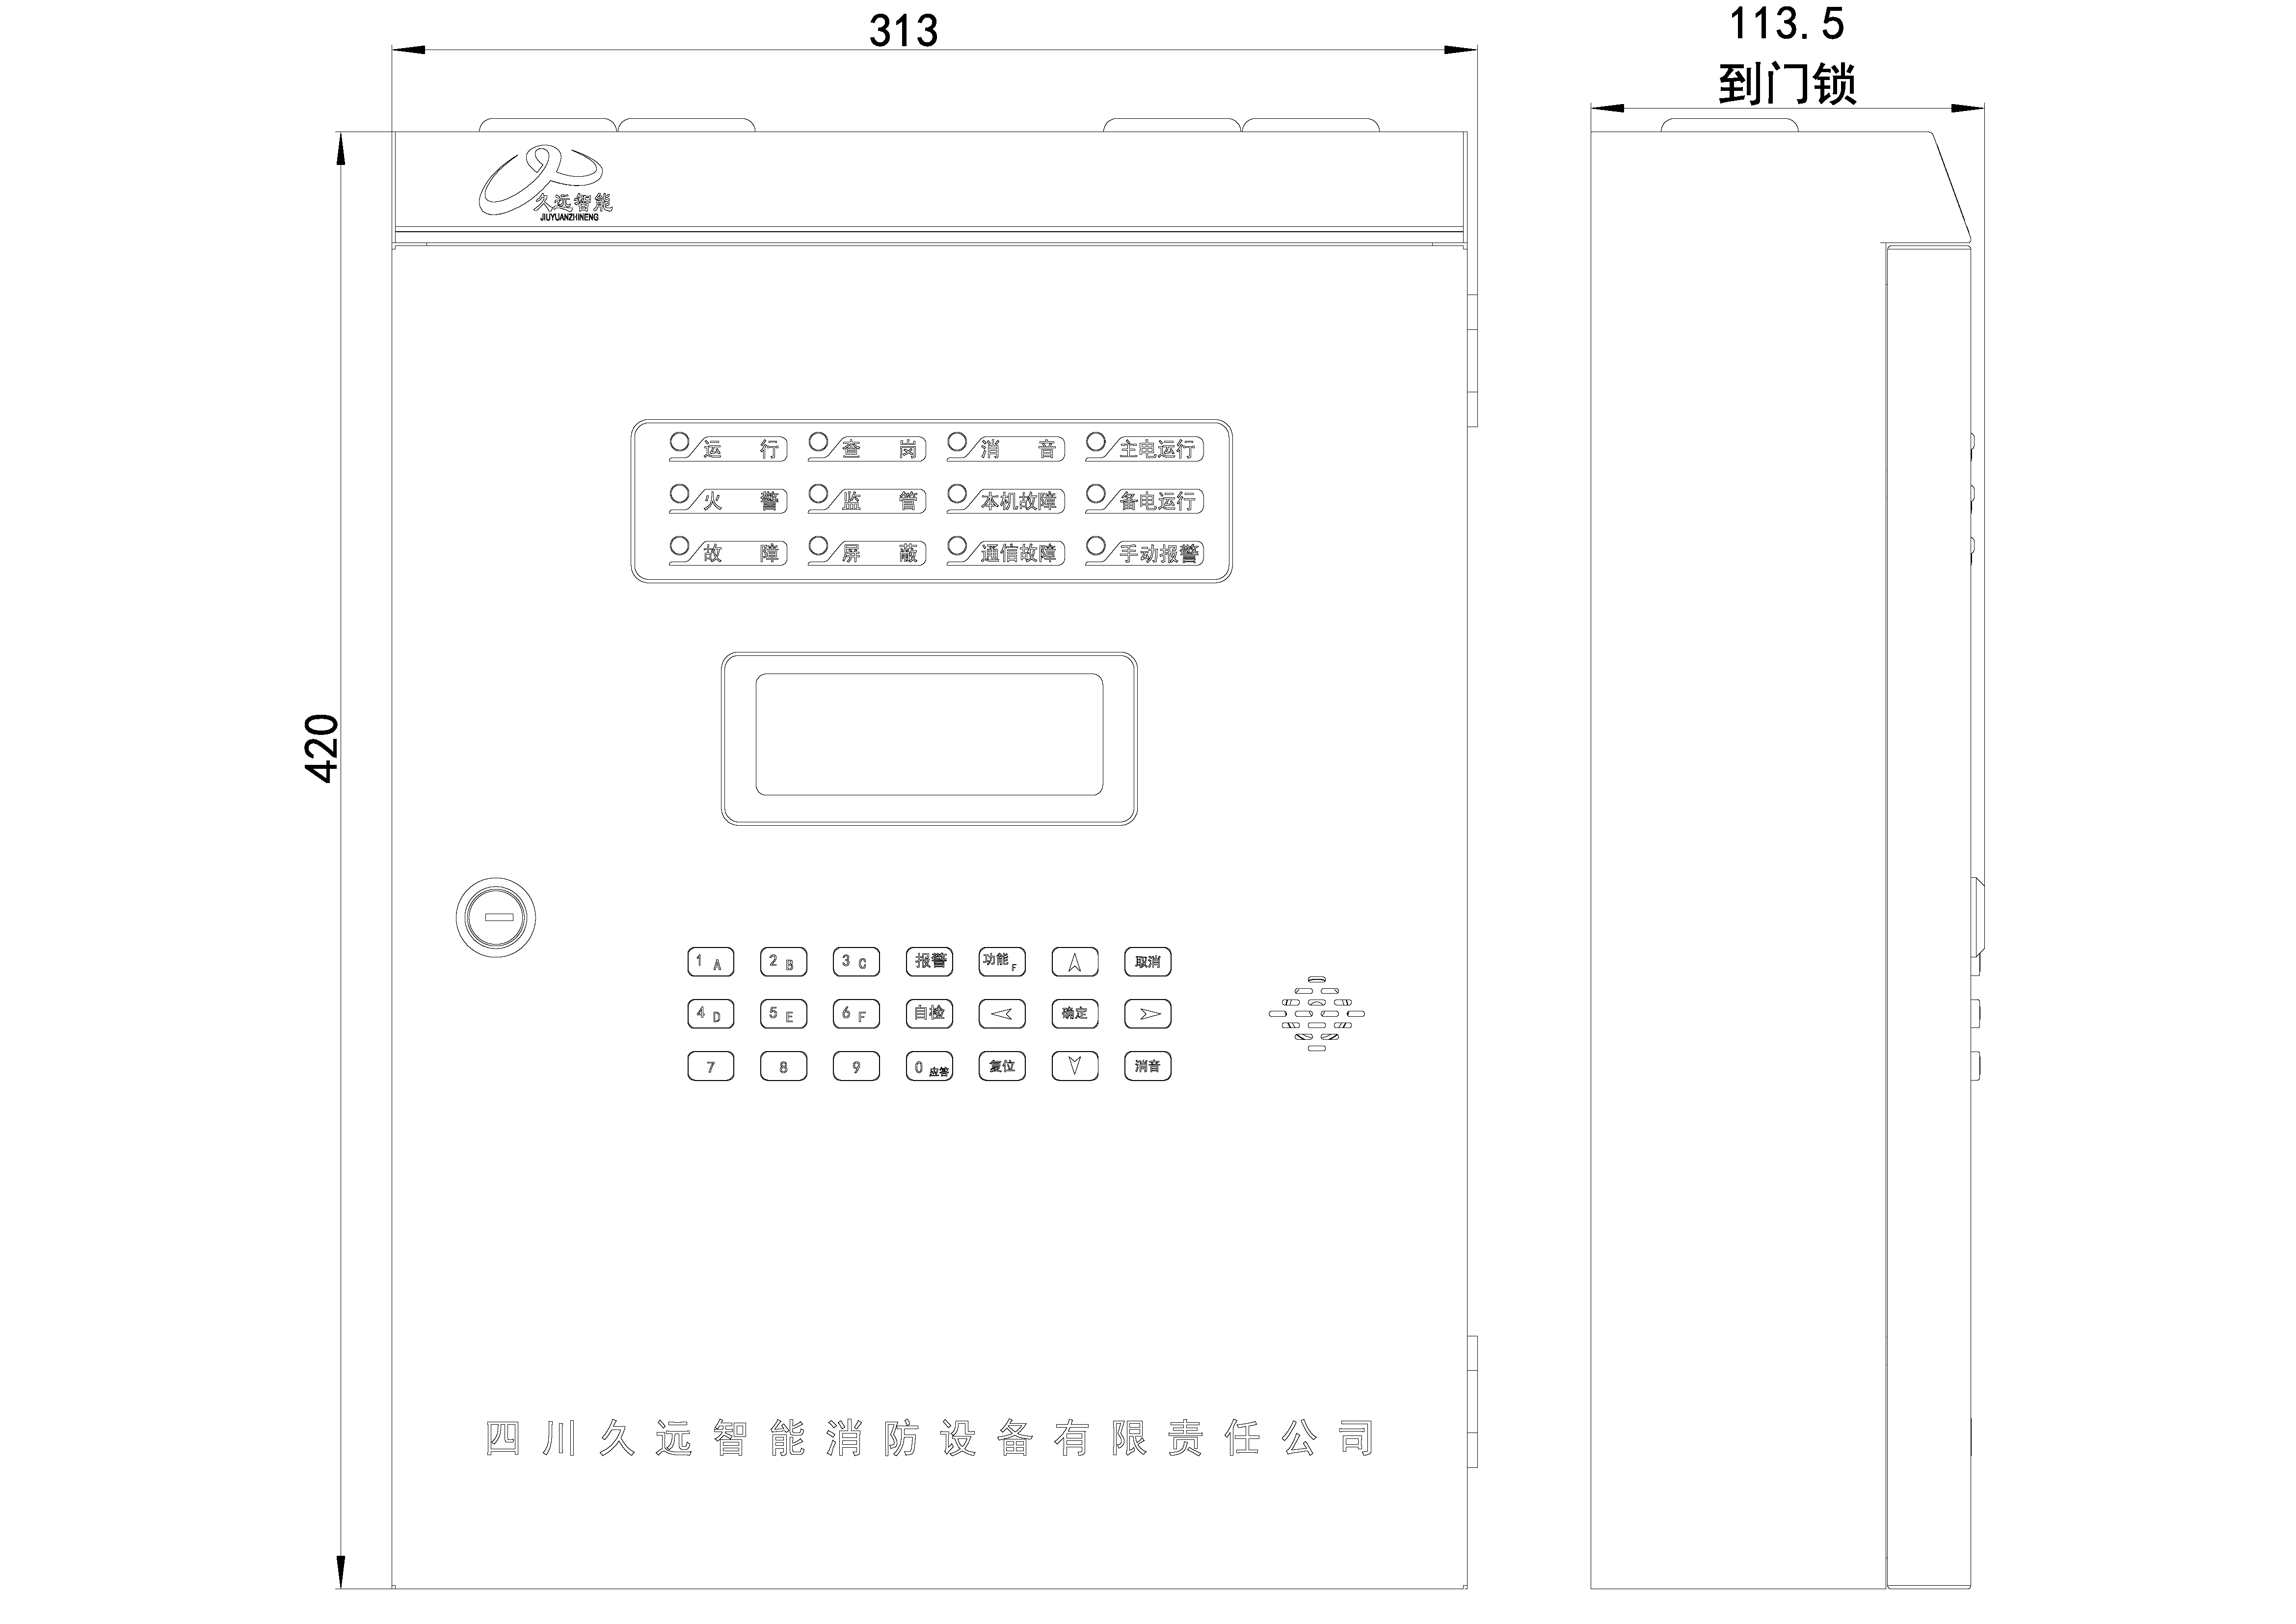 313
113.5
到门锁
久远智能
JIUYUANZHINENG
420
运行 查岗 消音 主电运行
火警 监管 本机故障 备电运行
故障 屏蔽 通信故障 手动报警
1 A 2 B 3 C 报警 功能 F 取消
4 D 5 E 6 F 自检 确定
7 8 9 0 应答 复位 消音
四川久远智能消防设备有限责任公司